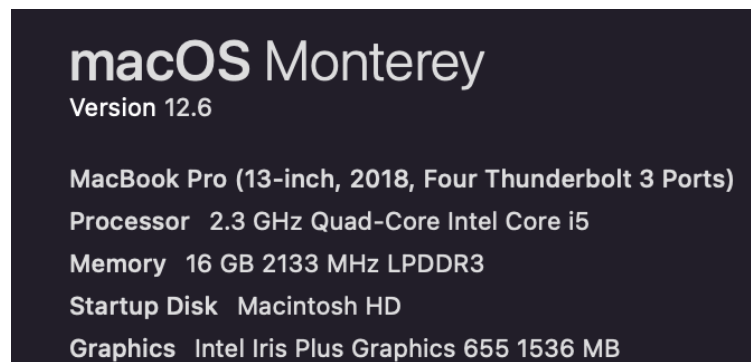 macOS Monterey
Version 12.6
MacBook Pro (13-inch, 2018, Four Thunderbolt 3 Ports)
Processor 2.3 GHz Quad-Core Intel Core i5
Memory 16 GB 2133 MHz LPDDR3
Startup Disk Macintosh HD
Graphics Intel Iris Plus Graphics 655 1536 MB